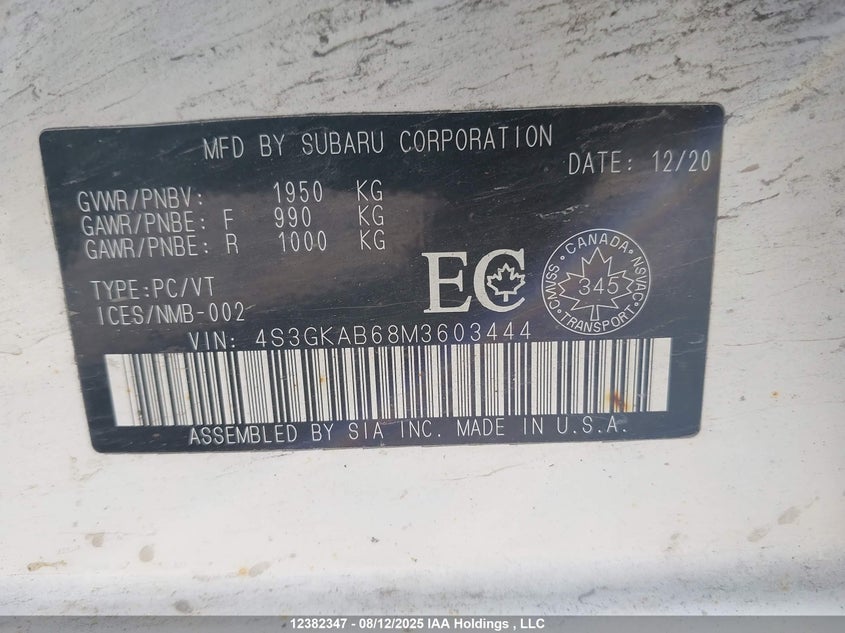 MFD BY SUBARU CORPORATION
DATE: 12/20
GVWR/PNBV: 1950 KG
GAWR/PNBE: F 990 KG
GAWR/PNBE: R 1000 KG
TYPE:PC/VT
ICES/NMB-002
EC
CANADA
CMVSS 345 NSVAC
TRANSPORT
VIN: 4S3GKAB68M3603444
ASSEMBLED BY SIA INC. MADE IN U.S.A.
12382347 - 08/12/2025 IAA Holdings, LLC